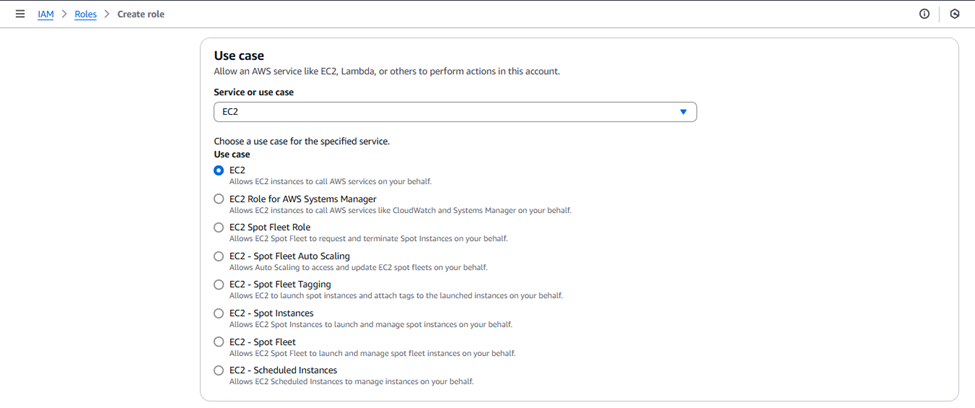 IAM > Roles > Create role
Use case
Allow an AWS service like EC2, Lambda, or others to perform actions in this account.
Service or use case
EC2
Choose a use case for the specified service.
Use case
EC2
Allows EC2 instances to call AWS services on your behalf.
EC2 Role for AWS Systems Manager
Allows EC2 instances to call AWS services like CloudWatch and Systems Manager on your behalf.
EC2 Spot Fleet Role
Allows EC2 Spot Fleet to request and terminate Spot Instances on your behalf.
EC2 - Spot Fleet Auto Scaling
Allows Auto Scaling to access and update EC2 spot fleets on your behalf.
EC2 - Spot Fleet Tagging
Allows EC2 to launch spot instances and attach tags to the launched instances on your behalf.
EC2 - Spot Instances
Allows EC2 Spot Instances to launch and manage spot instances on your behalf.
EC2 - Spot Fleet
Allows EC2 Spot Fleet to launch and manage spot fleet instances on your behalf.
EC2 - Scheduled Instances
Allows EC2 Scheduled Instances to manage instances on your behalf.